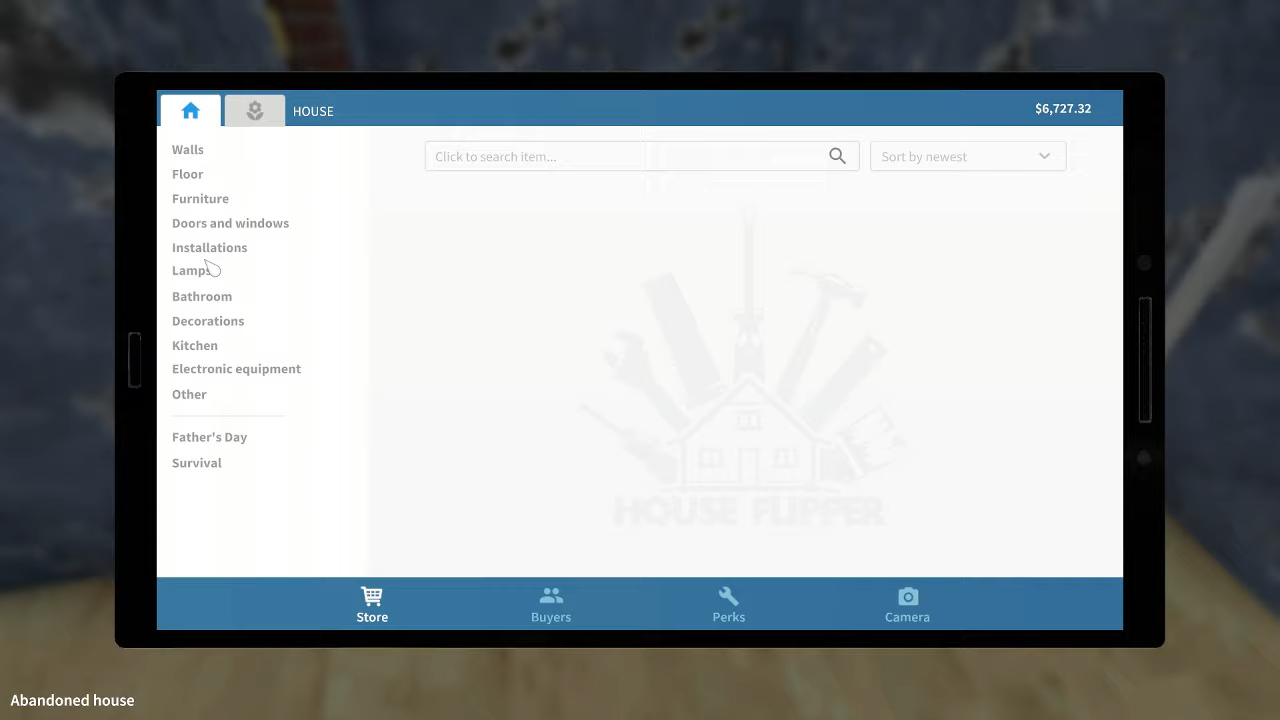 HOUSE
$6,727.32
Click to search item...
Sort by newest
Walls
Floor
Furniture
Doors and windows
Installations
Lamps
Bathroom
Decorations
Kitchen
Electronic equipment
Other
Father's Day
Survival
HOUSE FLIPPER
Store
Buyers
Perks
Camera
Abandoned house